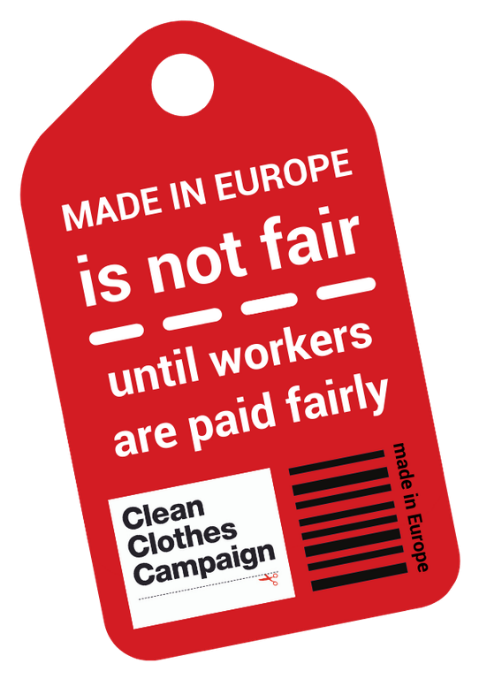 MADE IN EUROPE
is not fair
until workers
are paid fairly
Clean
Clothes
Campaign
made in Europe